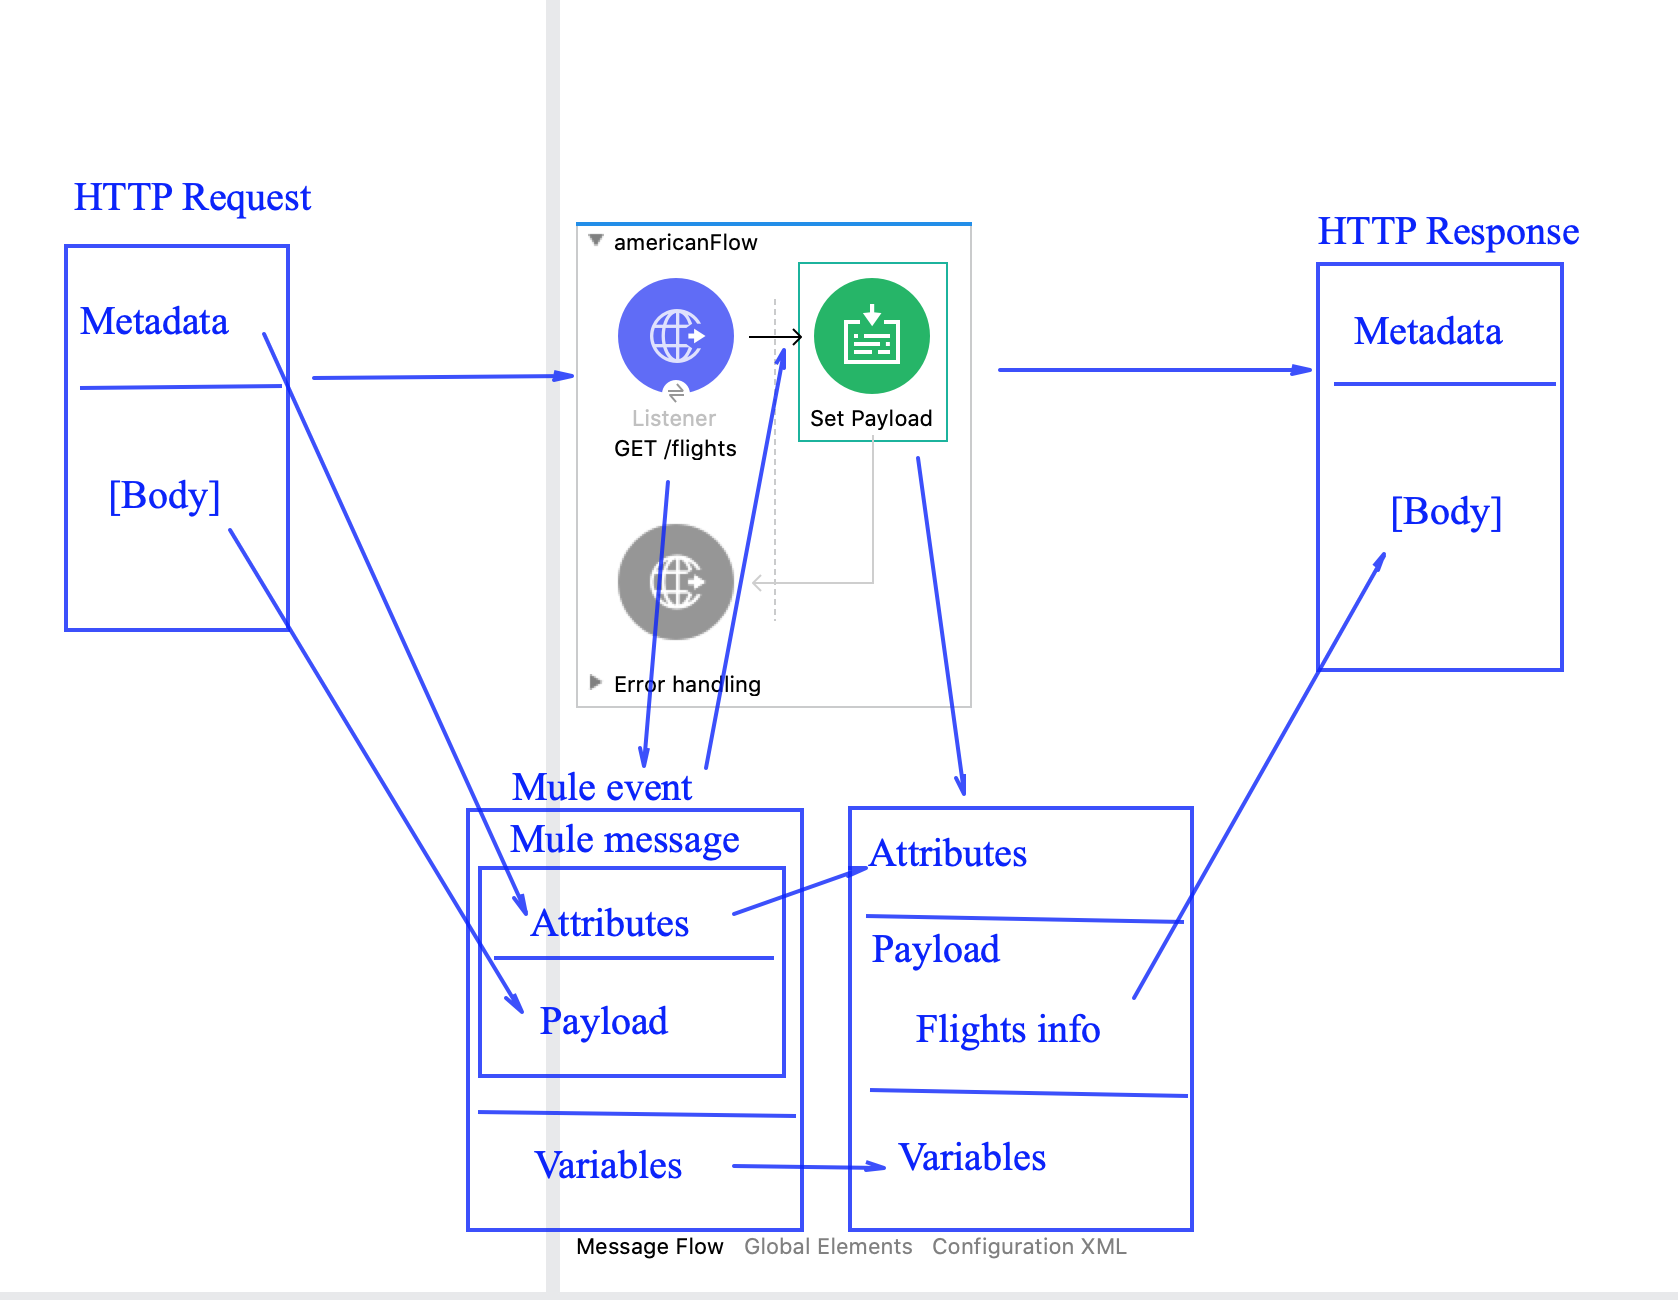 HTTP Request
Metadata
[Body]
americanFlow
Listener
GET /flights
Set Payload
Error handling
HTTP Response
Metadata
[Body]
Mule event
Mule message
Attributes
Payload
Variables
Attributes
Payload
Flights info
Variables
Message Flow Global Elements Configuration XML